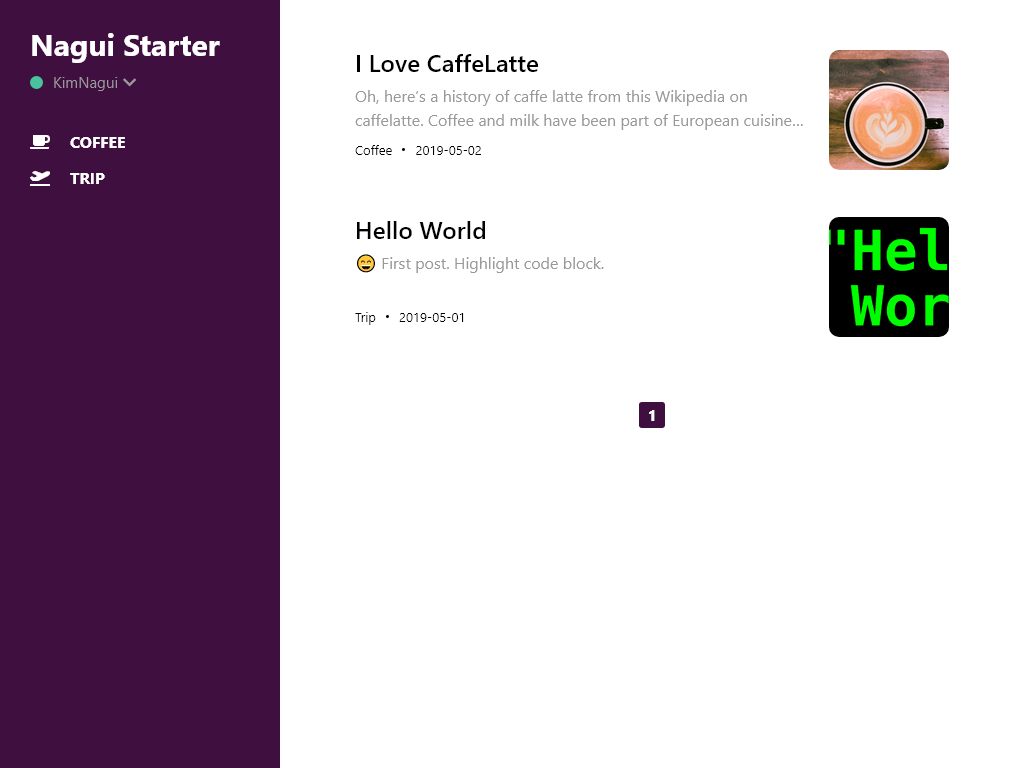 Nagui Starter
KimNagui
COFFEE
TRIP
I Love CaffeLatte
Oh, here’s a history of caffe latte from this Wikipedia on
caffelatte. Coffee and milk have been part of European cuisine...
Coffee • 2019-05-02
Hello World
😄 First post. Highlight code block.
Trip • 2019-05-01
"Hel
Wor
1